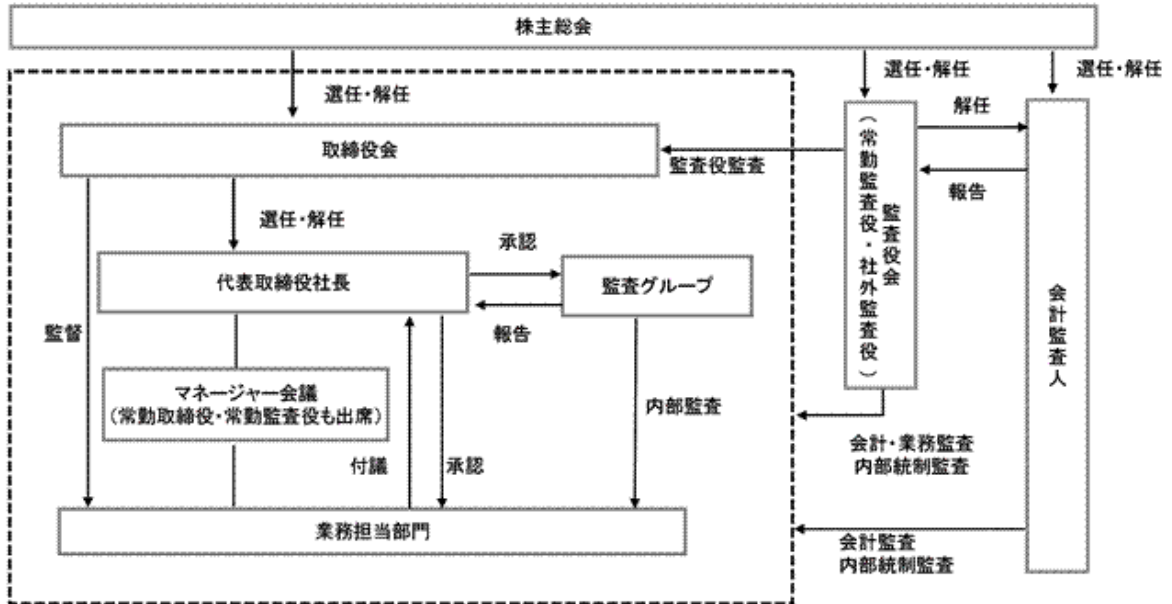 株主総会
選任・解任
選任・解任
選任・解任
取締役会
監査役監査
監査役会
(常勤監査役・社外監査役)
解任
報告
選任・解任
代表取締役社長
承認
報告
監査グループ
会計監査人
監督
マネージャー会議
(常勤取締役・常勤監査役も出席)
内部監査
付議
承認
会計・業務監査
内部統制監査
業務担当部門
会計監査
内部統制監査